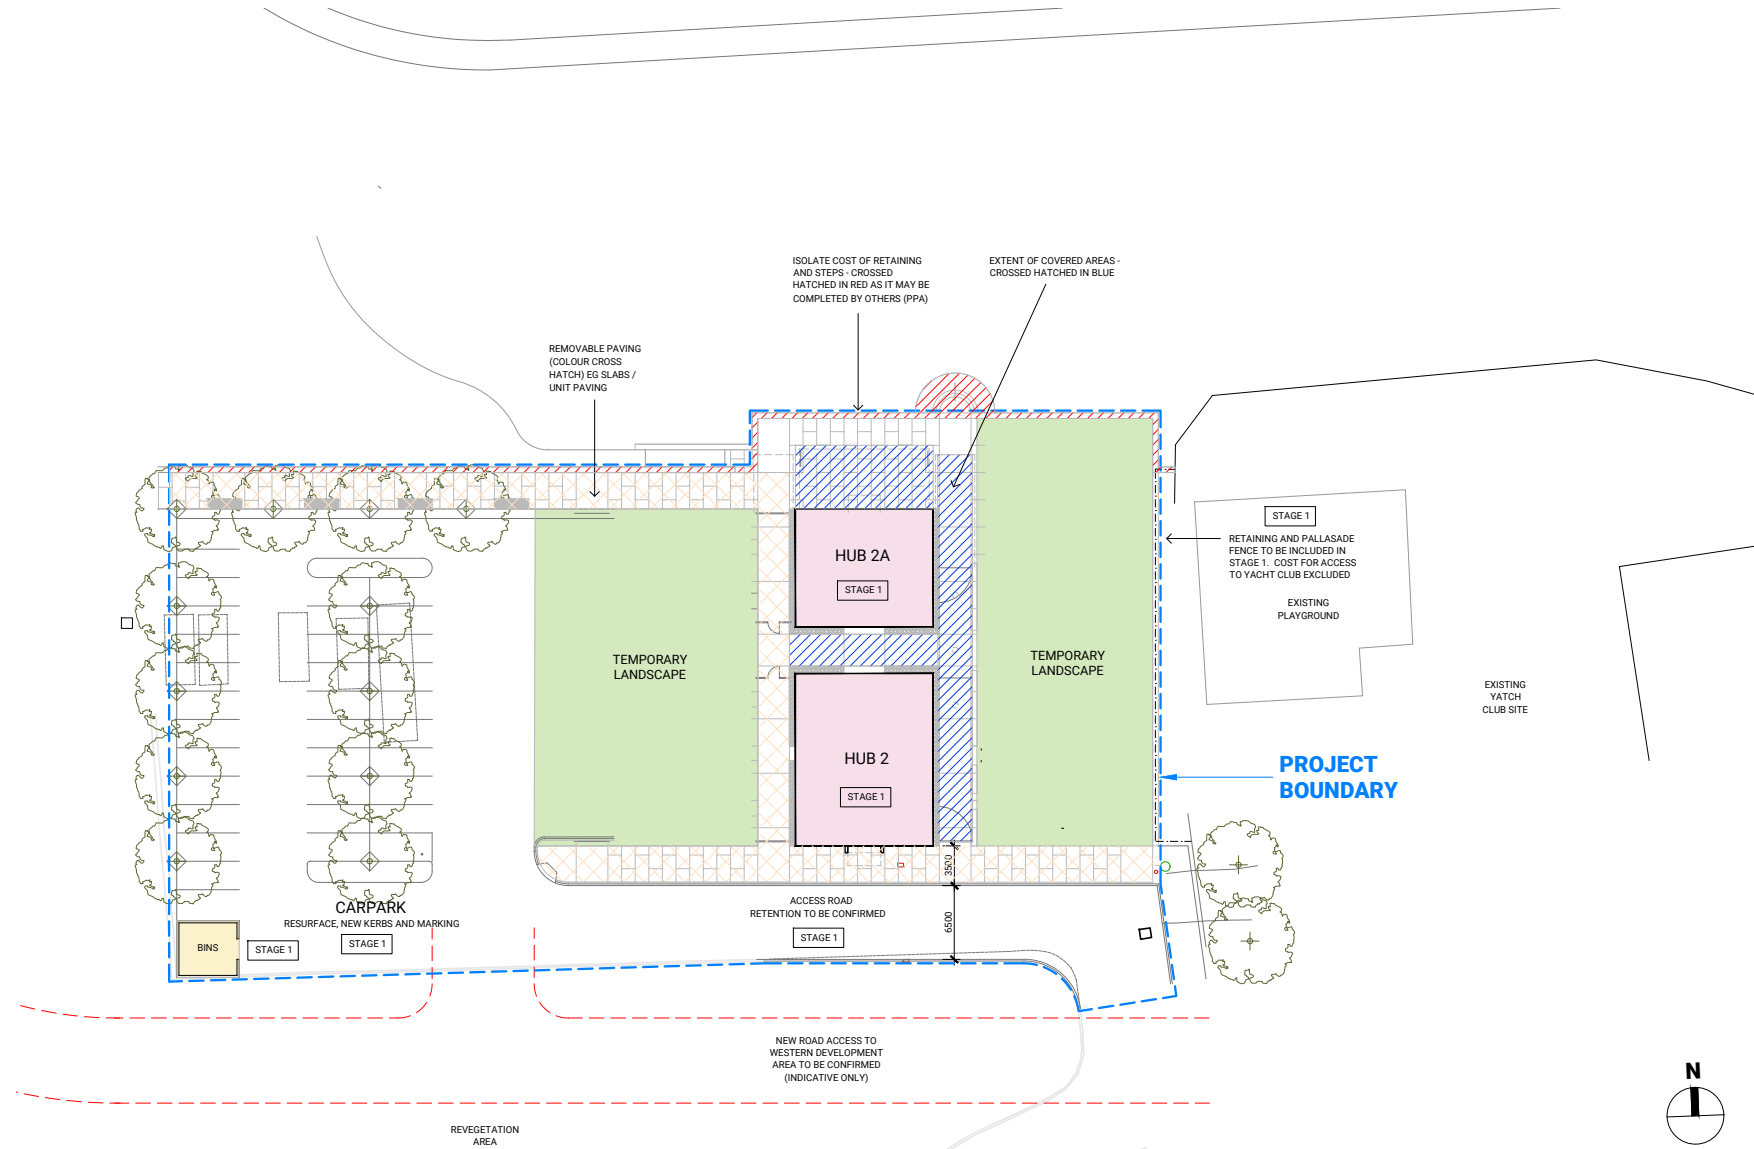 ISOLATE COST OF RETAINING
AND STEPS - CROSSED
HATCHED IN RED AS IT MAY BE
COMPLETED BY OTHERS (PPA)
EXTENT OF COVERED AREAS -
CROSSED HATCHED IN BLUE
REMOVABLE PAVING
(COLOUR CROSS
HATCH) EG SLABS /
UNIT PAVING
STAGE 1
RETAINING AND PALLASADE
FENCE TO BE INCLUDED IN
STAGE 1. COST FOR ACCESS
TO YACHT CLUB EXCLUDED
EXISTING
PLAYGROUND
HUB 2A
STAGE 1
TEMPORARY
LANDSCAPE
TEMPORARY
LANDSCAPE
EXISTING
YATCH
CLUB SITE
HUB 2
STAGE 1
PROJECT
BOUNDARY
3500
6500
CARPARK
RESURFACE, NEW KERBS AND MARKING
STAGE 1
BINS
STAGE 1
ACCESS ROAD
RETENTION TO BE CONFIRMED
STAGE 1
NEW ROAD ACCESS TO
WESTERN DEVELOPMENT
AREA TO BE CONFIRMED
(INDICATIVE ONLY)
REVEGETATION
AREA
N